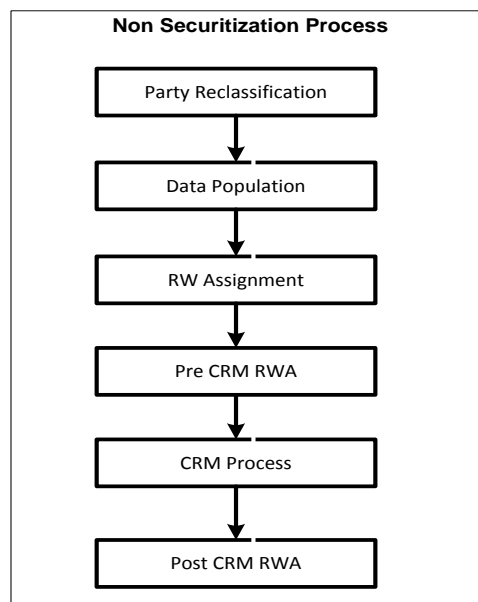 Non Securitization Process
Party Reclassification
Data Population
RW Assignment
Pre CRM RWA
CRM Process
Post CRM RWA